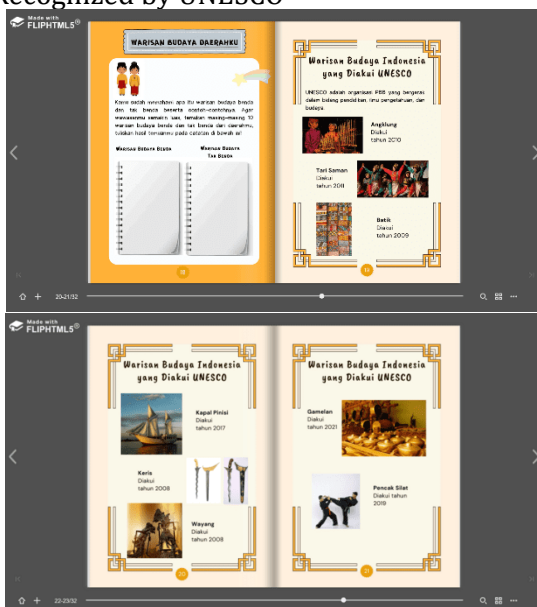 Recognized by UNESCO
Made with
FLIPHTML5®
WARISAN BUDAYA DAERAHKU
Kamu sudah memahami apa itu warisan budaya benda
dan tak benda beserta contoh-contohnya. Agar
wawasanmu semakin luas, temukan masing-masing 10
warisan budaya benda dan tak benda dari daerahmu,
tuliskan hasil temuanmu pada catatan di bawah ini!
WARISAN BUDAYA BENDA
WARISAN BUDAYA
TAK BENDA
18
Warisan Budaya Indonesia
yang Diakui UNESCO
UNESCO adalah organisasi PBB yang bergerak
dalam bidang pendidikan, ilmu pengetahuan, dan
budaya.
Angklung
Diakui
tahun 2010
Tari Saman
Diakui
tahun 2011
Batik
Diakui
tahun 2009
19
20-21/32
Made with
FLIPHTML5®
Warisan Budaya Indonesia
yang Diakui UNESCO
Kapal Pinisi
Diakui
tahun 2017
Keris
Diakui
tahun 2008
Wayang
Diakui
tahun 2008
20
Warisan Budaya Indonesia
yang Diakui UNESCO
Gamelan
Diakui
tahun 2021
Pencak Silat
Diakui tahun
2019
21
22-23/32